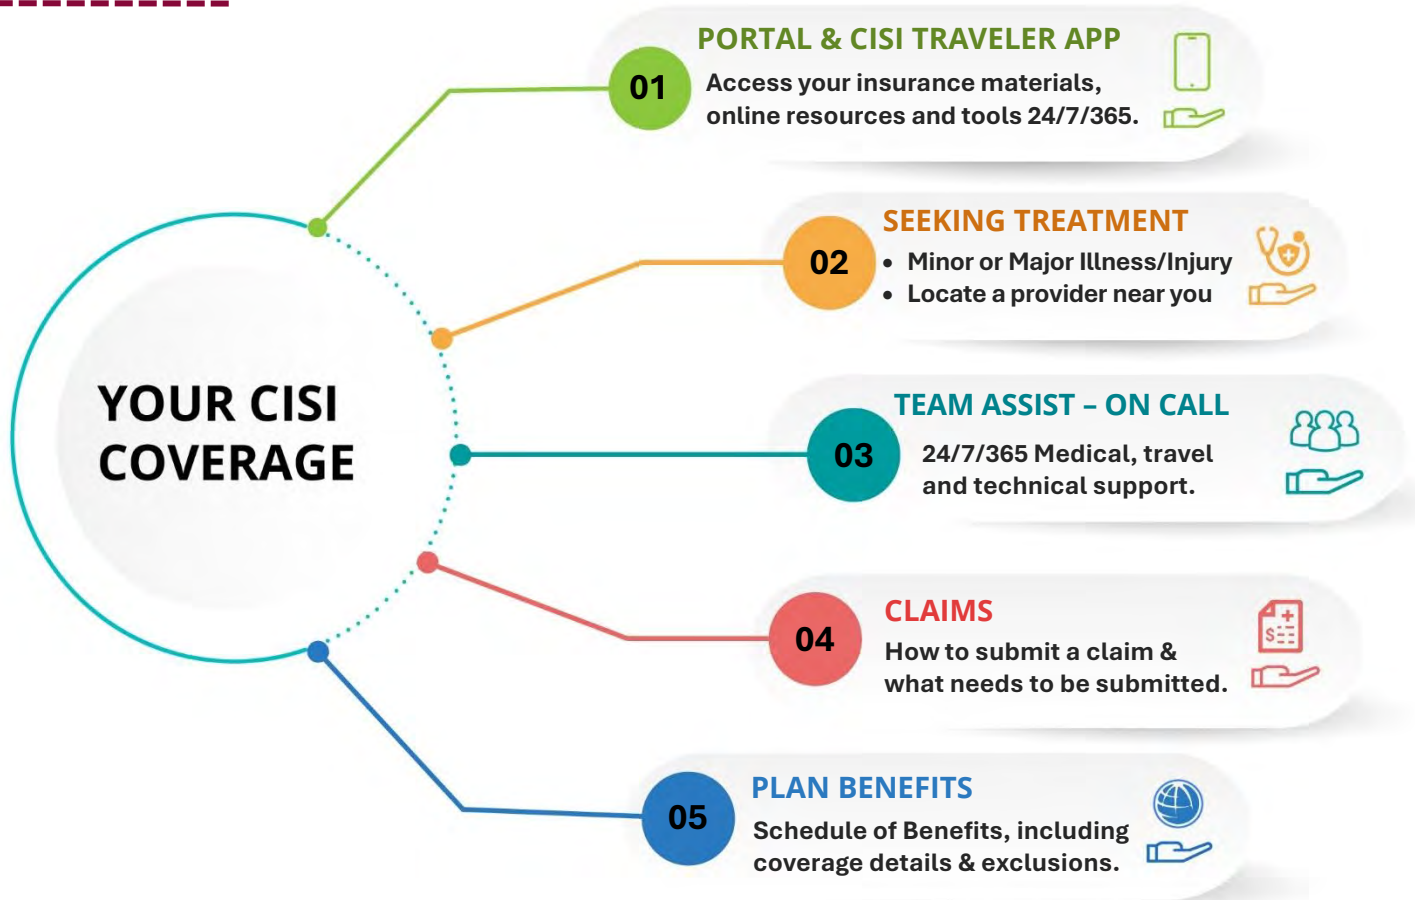 PORTAL & CISI TRAVELER APP
01
Access your insurance materials,
online resources and tools 24/7/365.
SEEKING TREATMENT
02
• Minor or Major Illness/Injury
• Locate a provider near you
YOUR CISI
COVERAGE
TEAM ASSIST – ON CALL
03
24/7/365 Medical, travel
and technical support.
CLAIMS
04
How to submit a claim &
what needs to be submitted.
$
PLAN BENEFITS
05
Schedule of Benefits, including
coverage details & exclusions.